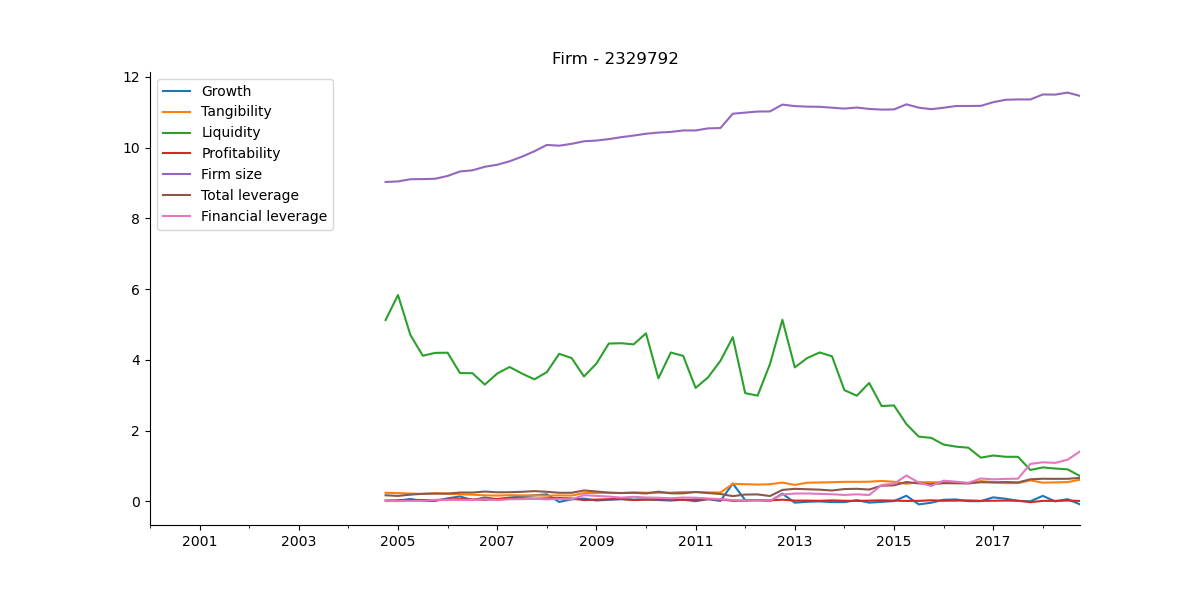 Firm - 2329792
12
10
8
6
4
2
0
Growth
Tangibility
Liquidity
Profitability
Firm size
Total leverage
Financial leverage
2001 2003 2005 2007 2009 2011 2013 2015 2017